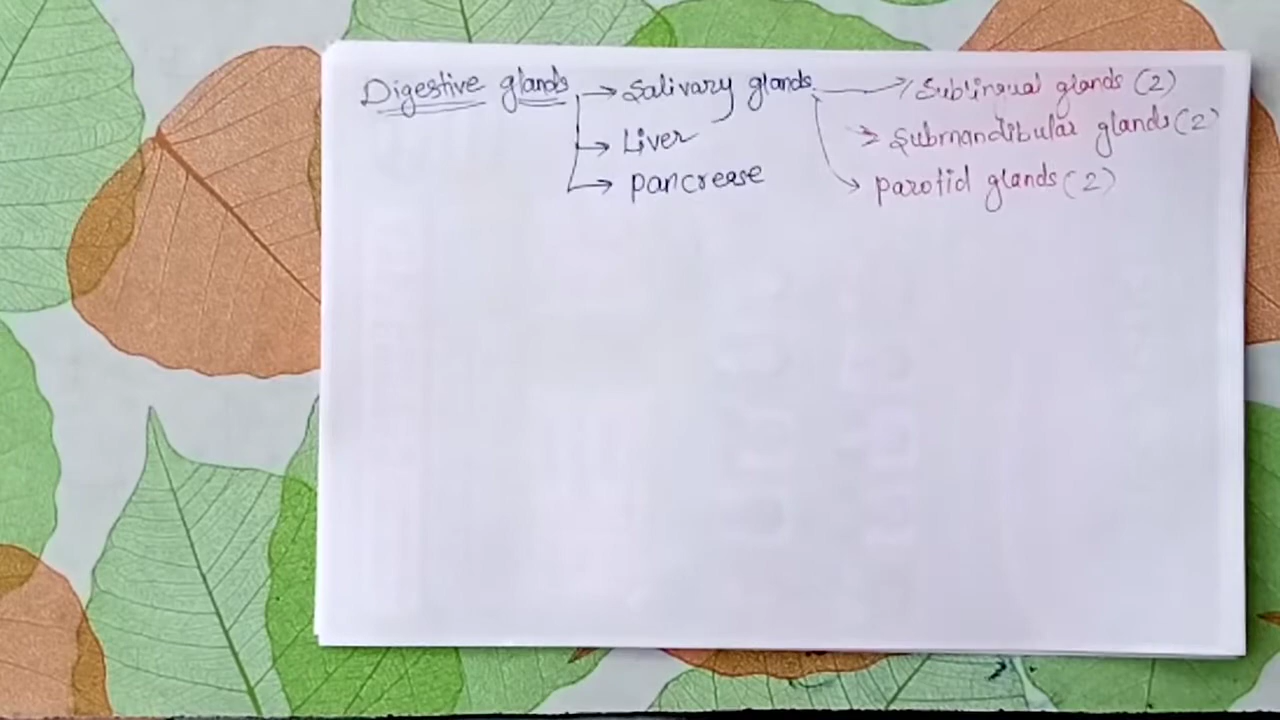 Digestive glands → Salivary glands → Sublingual glands (2)
→ Liver → Submandibular glands (2)
→ pancrease → parotid glands (2)